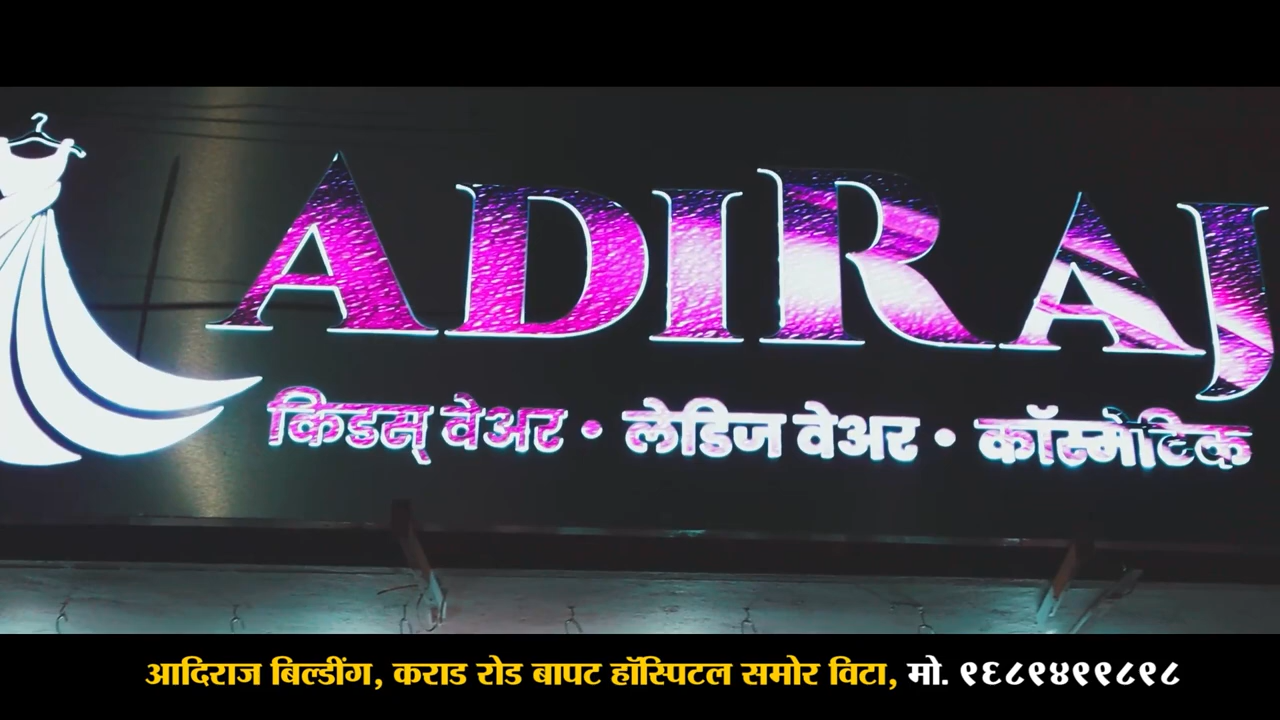 ADIRAJ
किडस् वेअर • लेडिज वेअर • कॉस्मेटिक
आदिराज बिल्डींग, कराड रोड बापट हॉस्पिटल समोर विटा, मो. ९६८९४९९८९८